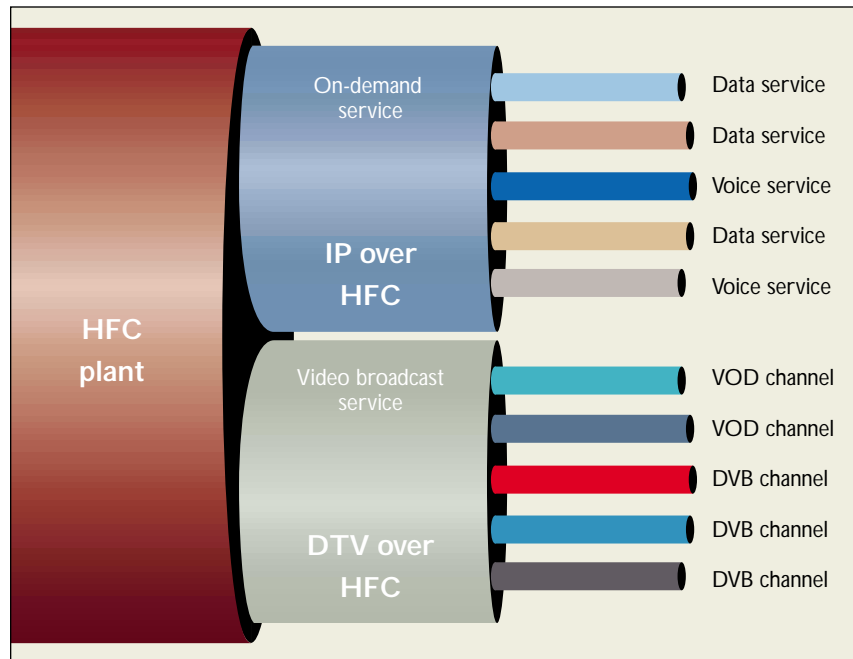 HFC
plant
On-demand
service
IP over
HFC
Data service
Data service
Voice service
Data service
Voice service
Video broadcast
service
DTV over
HFC
VOD channel
VOD channel
DVB channel
DVB channel
DVB channel